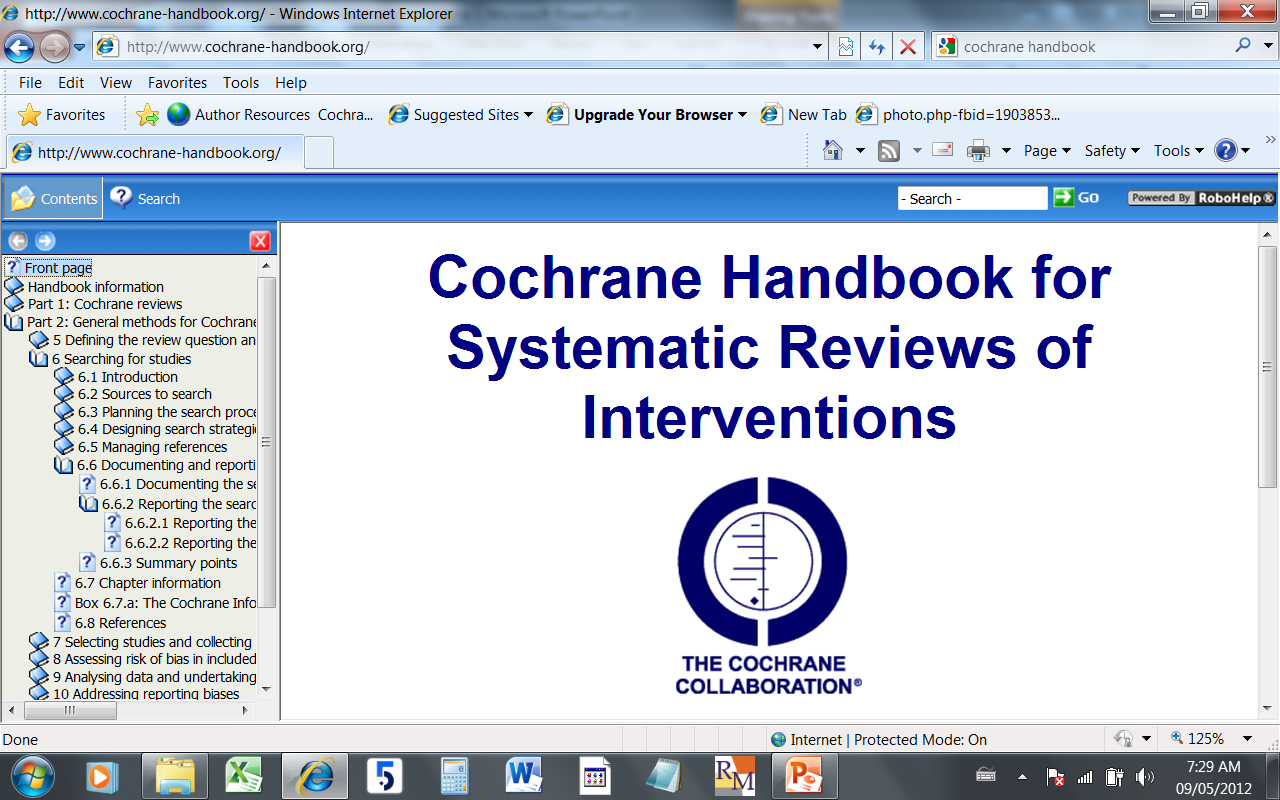 http://www.cochrane-handbook.org/ - Windows Internet Explorer
http://www.cochrane-handbook.org/
cochrane handbook
File Edit View Favorites Tools Help
Favorites Author Resources Cochra... Suggested Sites Upgrade Your Browser New Tab photo.php-fbid=1903853...
http://www.cochrane-handbook.org/
Page Safety Tools
Contents Search - Search - GO Powered By RoboHelp
Front page
Handbook information
Part 1: Cochrane reviews
Part 2: General methods for Cochrane
5 Defining the review question an
6 Searching for studies
6.1 Introduction
6.2 Sources to search
6.3 Planning the search proce
6.4 Designing search strategi
6.5 Managing references
6.6 Documenting and reporti
6.6.1 Documenting the se
6.6.2 Reporting the searc
6.6.2.1 Reporting the
6.6.2.2 Reporting the
6.6.3 Summary points
6.7 Chapter information
Box 6.7.a: The Cochrane Info
6.8 References
7 Selecting studies and collecting
8 Assessing risk of bias in included
9 Analysing data and undertaking
10 Addressing reporting biases
Cochrane Handbook for
Systematic Reviews of
Interventions
THE COCHRANE
COLLABORATION®
Done Internet | Protected Mode: On 125%
5 RM
7:29 AM
09/05/2012